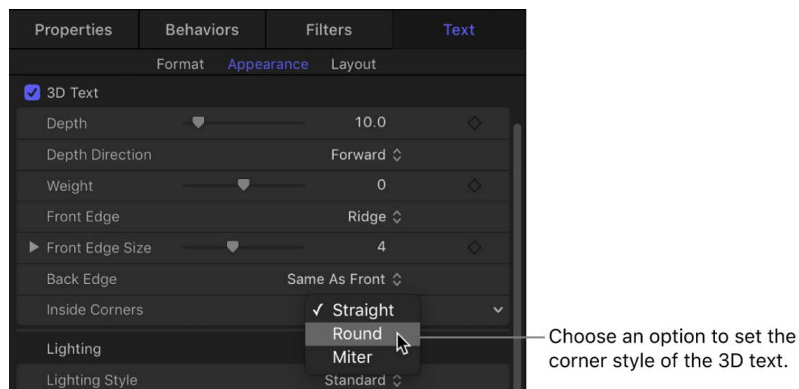 Properties Behaviors Filters Text
Format Appearance Layout
3D Text
Depth 10.0
Depth Direction Forward
Weight 0
Front Edge Ridge
Front Edge Size 4
Back Edge Same As Front
Inside Corners ✓ Straight
Round
Miter
Lighting
Lighting Style Standard
Choose an option to set the
corner style of the 3D text.